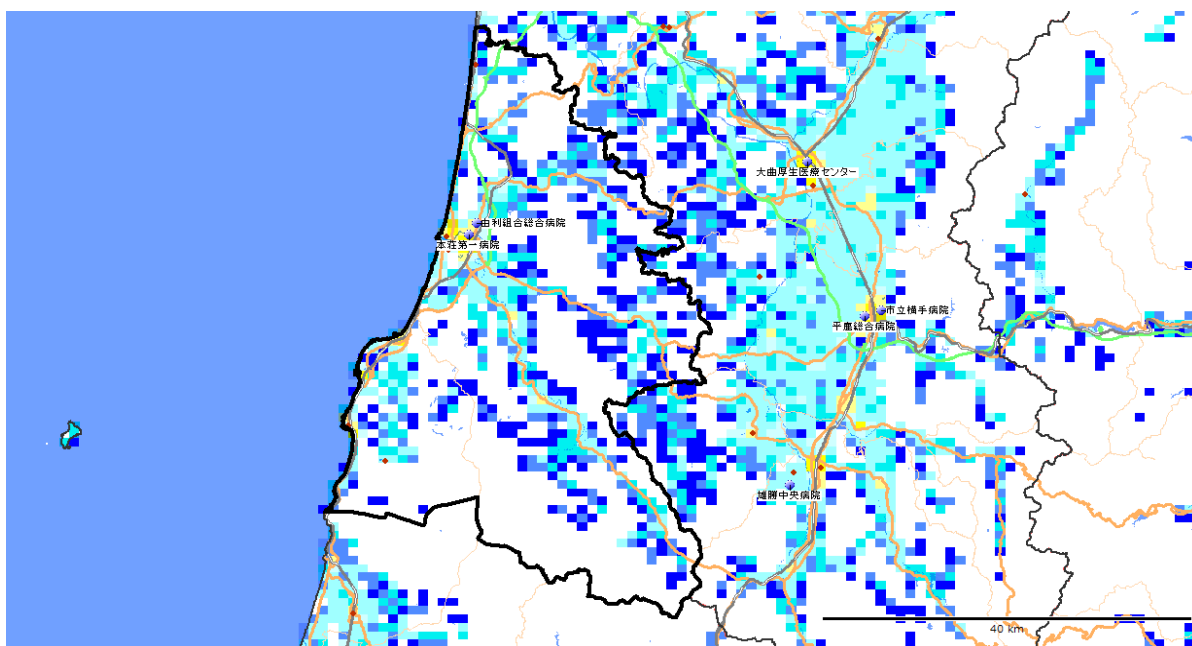 大曲厚生医療センター
由利組合総合病院
本荘第一病院
市立横手病院
平鹿総合病院
雄勝中央病院
40 km